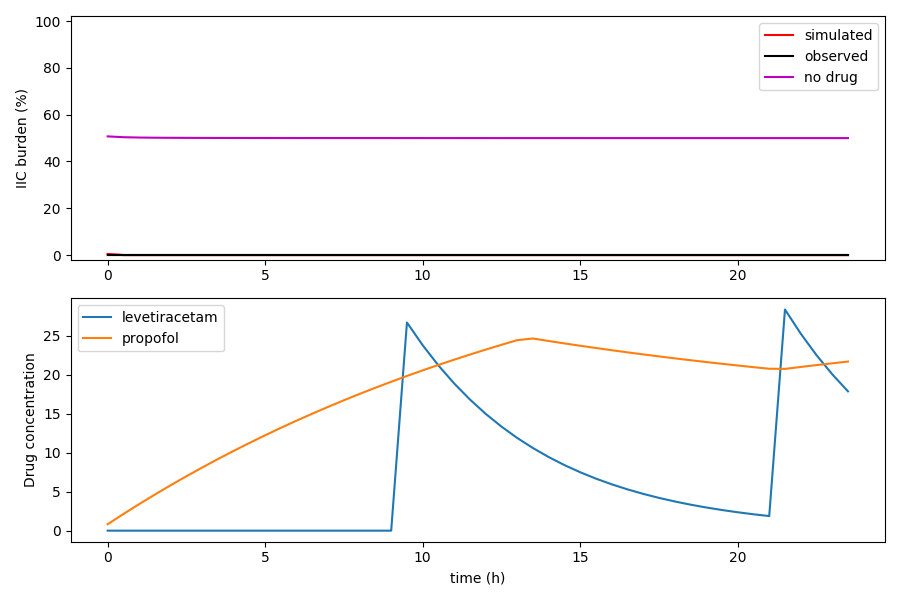 IIC burden (%)
100
80
60
40
20
0
simulated
observed
no drug
0
5
10
15
20
Drug concentration
25
20
15
10
5
0
levetiracetam
propofol
0
5
10
15
20
time (h)